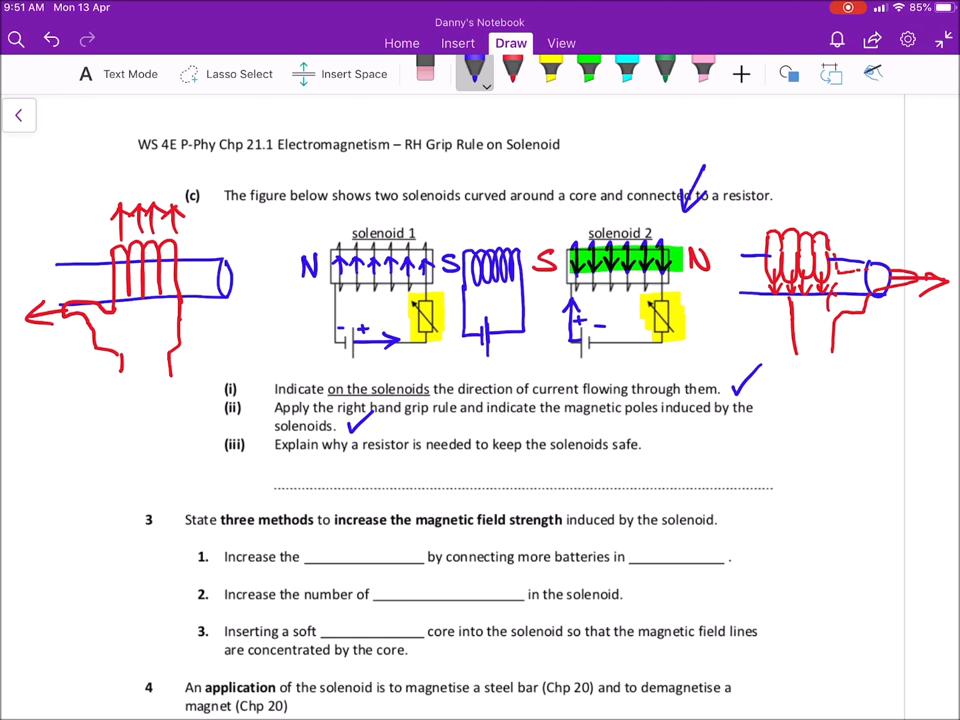 9:51 AM Mon 13 Apr
85%
Danny's Notebook
Home Insert Draw View
A Text Mode Lasso Select Insert Space
WS 4E P-Phy Chp 21.1 Electromagnetism – RH Grip Rule on Solenoid
(c) The figure below shows two solenoids curved around a core and connected to a resistor.
solenoid 1 solenoid 2
N S S N
- + + -
(i) Indicate on the solenoids the direction of current flowing through them.
(ii) Apply the right hand grip rule and indicate the magnetic poles induced by the
solenoids.
(iii) Explain why a resistor is needed to keep the solenoids safe.
3 State three methods to increase the magnetic field strength induced by the solenoid.
1. Increase the ________________ by connecting more batteries in _____________ .
2. Increase the number of ____________________ in the solenoid.
3. Inserting a soft ______________ core into the solenoid so that the magnetic field lines
are concentrated by the core.
4 An application of the solenoid is to magnetise a steel bar (Chp 20) and to demagnetise a
magnet (Chp 20)